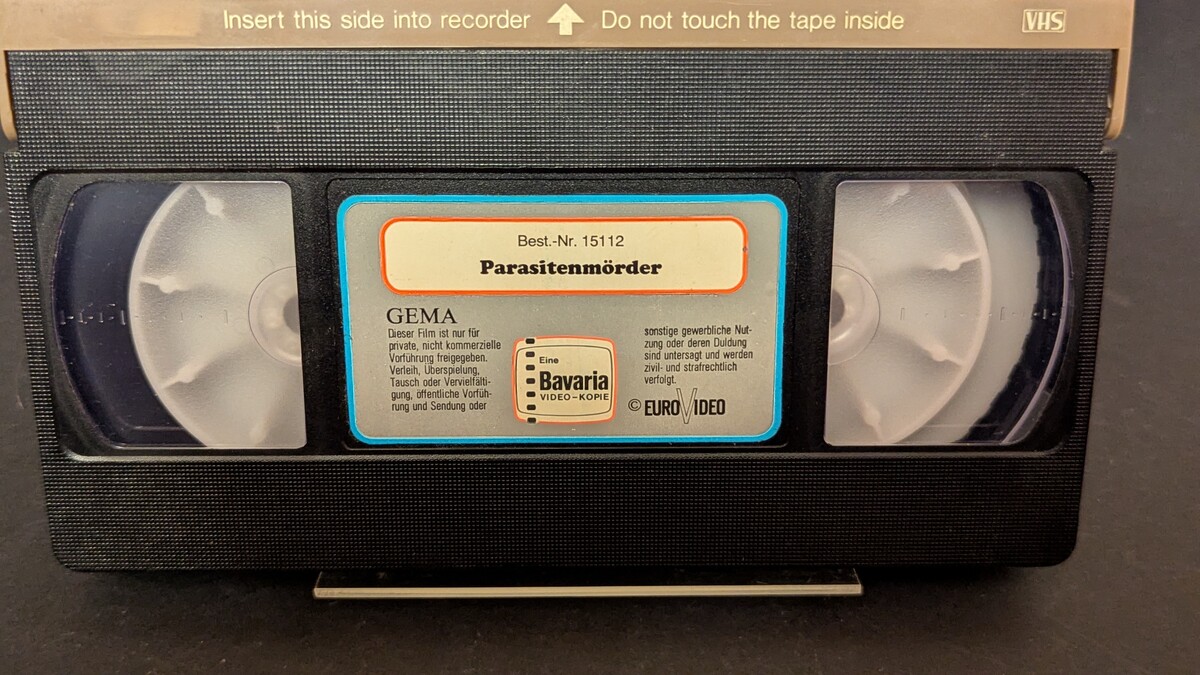 Insert this side into recorder Do not touch the tape inside VHS
Best.-Nr. 15112
Parasitenmörder
GEMA
Dieser Film ist nur für
private, nicht kommerzielle
Vorführung freigegeben.
Verleih, Überspielung,
Tausch oder Vervielfälti-
gung, öffentliche Vorfüh-
rung und Sendung oder
Eine
Bavaria
VIDEO-KOPIE
sonstige gewerbliche Nut-
zung oder deren Duldung
sind untersagt und werden
zivil- und strafrechtlich
verfolgt.
© EUROVIDEO